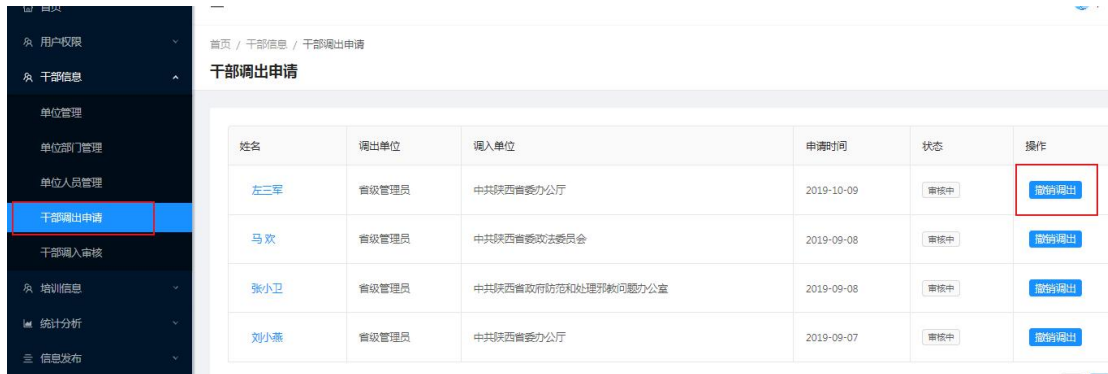 首页
用户权限
干部信息
单位管理
单位部门管理
单位人员管理
干部调出申请
干部调入审核
培训信息
统计分析
信息发布
首页 / 干部信息 / 干部调出申请
干部调出申请
姓名 调出单位 调入单位 申请时间 状态 操作
左三军 省级管理员 中共陕西省委办公厅 2019-10-09 审核中 撤销调出
马欢 省级管理员 中共陕西省委政法委员会 2019-09-08 审核中 撤销调出
张小卫 省级管理员 中共陕西省政府防范和处理邪教问题办公室 2019-09-08 审核中 撤销调出
刘小燕 省级管理员 中共陕西省委办公厅 2019-09-07 审核中 撤销调出